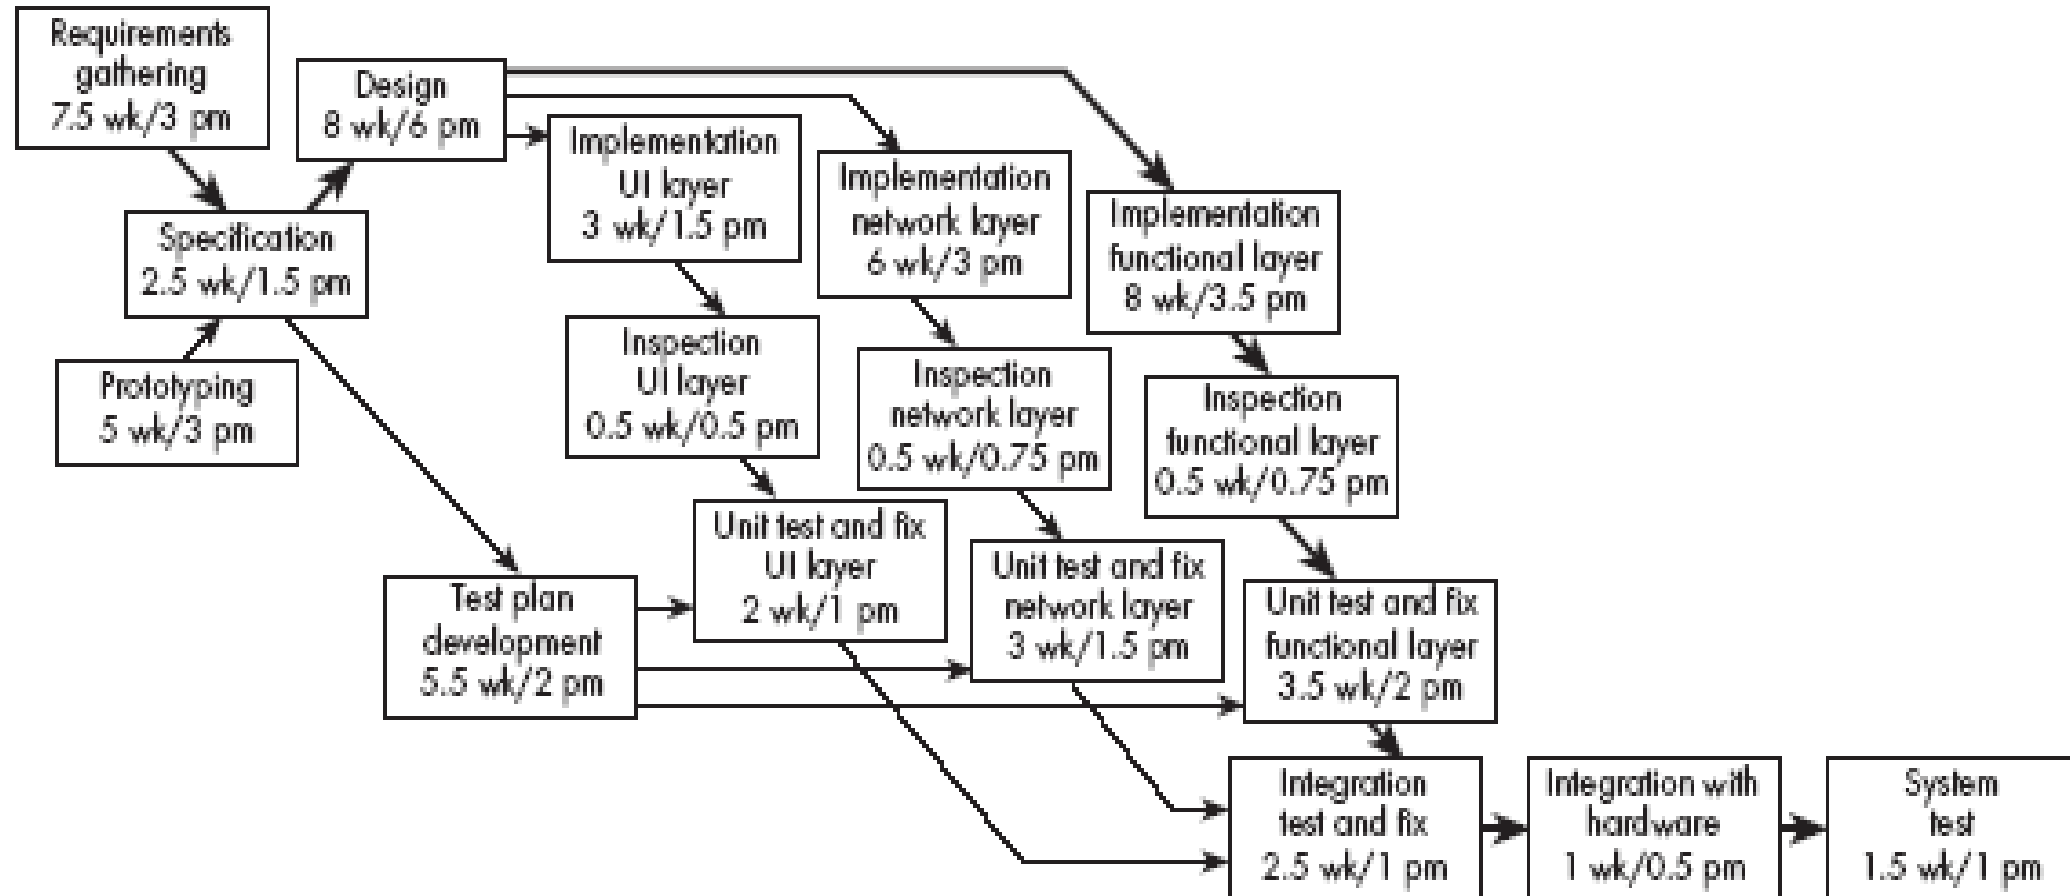 Requirements
gathering
7.5 wk/3 pm
Design
8 wk/6 pm
Implementation
UI layer
3 wk/1.5 pm
Implementation
network layer
6 wk/3 pm
Implementation
functional layer
8 wk/3.5 pm
Specification
2.5 wk/1.5 pm
Prototyping
5 wk/3 pm
Inspection
UI layer
0.5 wk/0.5 pm
Inspection
network layer
0.5 wk/0.75 pm
Inspection
functional layer
0.5 wk/0.75 pm
Unit test and fix
UI layer
2 wk/1 pm
Unit test and fix
network layer
3 wk/1.5 pm
Unit test and fix
functional layer
3.5 wk/2 pm
Test plan
development
5.5 wk/2 pm
Integration
test and fix
2.5 wk/1 pm
Integration with
hardware
1 wk/0.5 pm
System
test
1.5 wk/1 pm